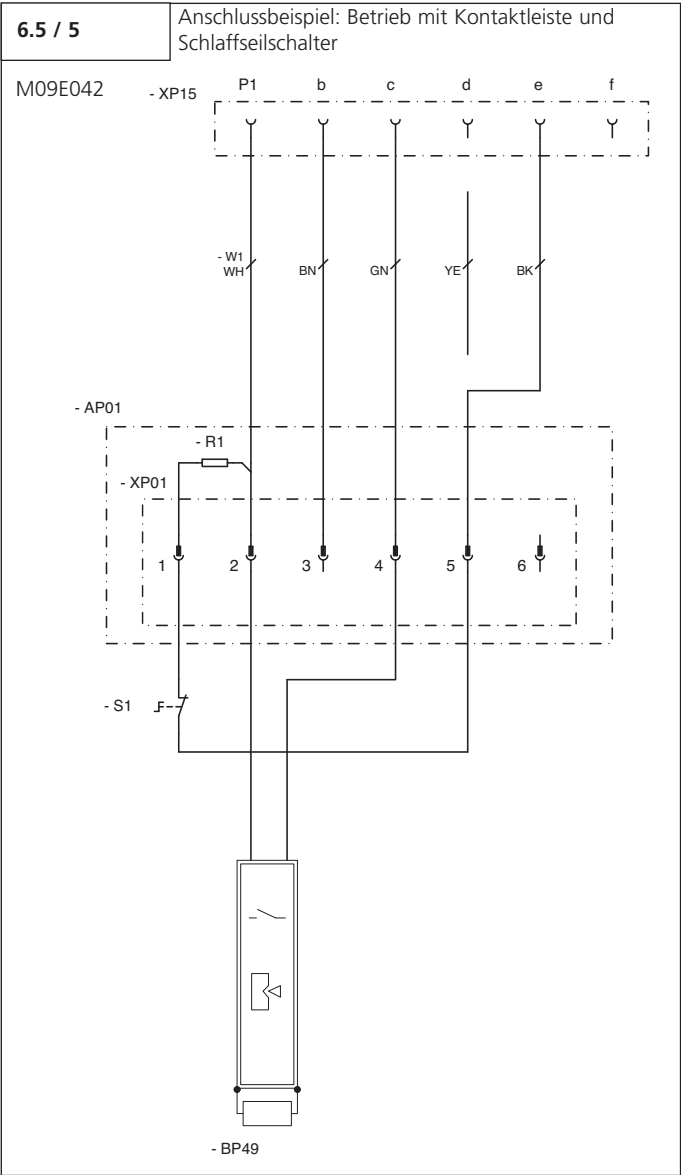 6.5 / 5
Anschlussbeispiel: Betrieb mit Kontaktleiste und
Schlaffseilschalter
M09E042
- XP15
P1 b c d e f
- W1
WH BN GN YE BK
- AP01
- R1
- XP01
1 2 3 4 5 6
- S1
- BP49